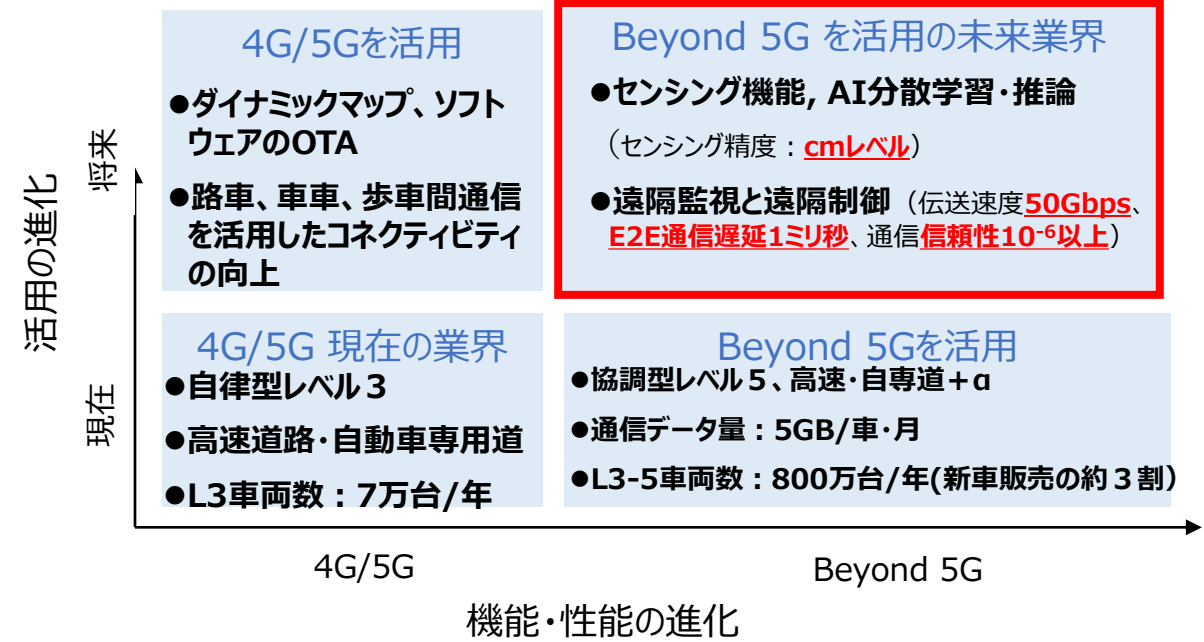 4G/5Gを活用
●ダイナミックマップ、ソフト
ウェアのOTA
●路車、車車、歩車間通信
を活用したコネクティビティ
の向上
Beyond 5G を活用の未来業界
●センシング機能, AI分散学習・推論
（センシング精度：cmレベル）
●遠隔監視と遠隔制御（伝送速度50Gbps、
E2E通信遅延1ミリ秒、通信信頼性10-6以上）
4G/5G 現在の業界
●自律型レベル３
●高速道路・自動車専用道
●L3車両数：7万台/年
Beyond 5Gを活用
●協調型レベル５、高速・自専道＋α
●通信データ量：5GB/車・月
●L3-5車両数：800万台/年(新車販売の約３割）
活用の進化
将来
現在
4G/5G
Beyond 5G
機能・性能の進化